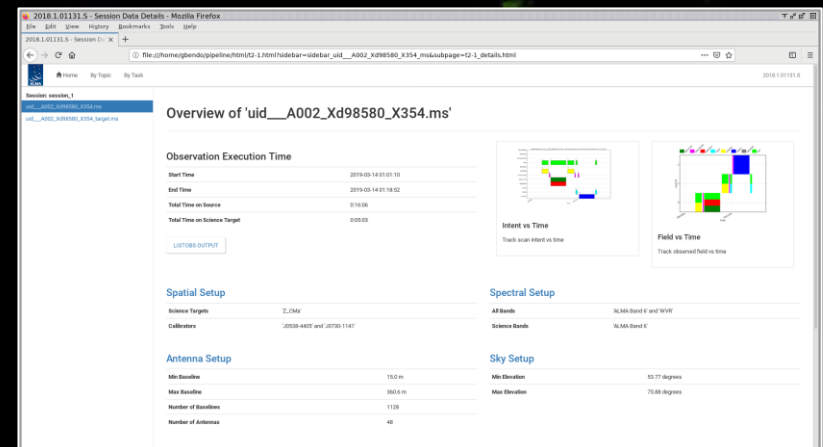 2018.1.01131.S - Session Data Details - Mozilla Firefox
File Edit View History Bookmarks Tools Help
2018.1.01131.S - Session Da X +
file:///home/gbendo/pipeline/html/t2-1.html?sidebar=sidebar_uid___A002_Xd98580_X354_ms&subpage=t2-1_details.html
ALMA Home By Topic By Task 2018.1.01131.S
Session: session_1
uid___A002_Xd98580_X354.ms
uid___A002_Xd98580_X354_target.ms
Overview of 'uid___A002_Xd98580_X354.ms'
Observation Execution Time
Start Time 2019-03-14 01:01:10
End Time 2019-03-14 01:18:52
Total Time on Source 0:16:06
Total Time on Science Target 0:05:03
LISTOBS OUTPUT
Intent vs Time
Track scan intent vs time
Field vs Time
Track observed field vs time
Spatial Setup
Science Targets 'Z_CMa'
Calibrators 'J0538-4405' and 'J0730-1141'
Spectral Setup
All Bands 'ALMA Band 6' and 'WVR'
Science Bands 'ALMA Band 6'
Antenna Setup
Min Baseline 15.0 m
Max Baseline 360.6 m
Number of Baselines 1128
Number of Antennas 48
Sky Setup
Min Elevation 53.77 degrees
Max Elevation 75.88 degrees